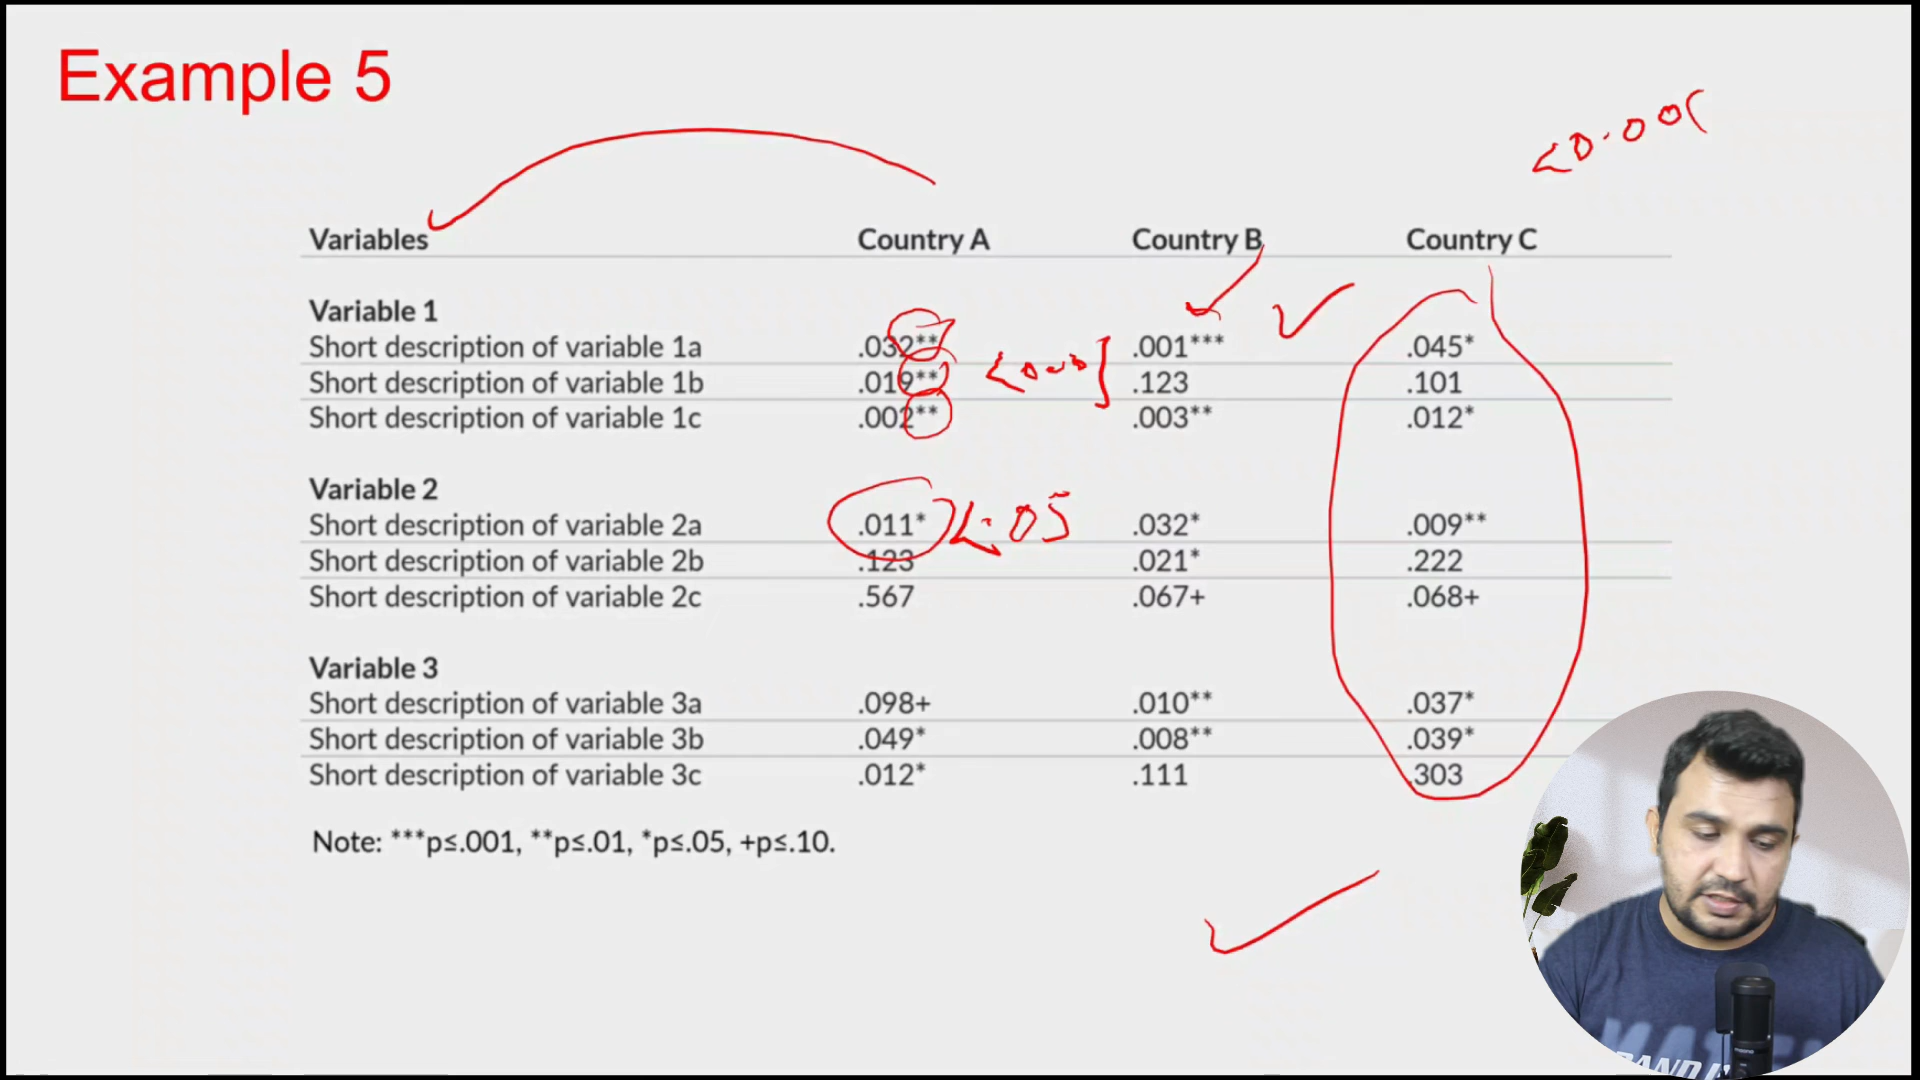 Example 5
<0.001
Variables Country A Country B Country C
Variable 1
Short description of variable 1a .032** .001*** .045*
Short description of variable 1b .019** .123 .101
Short description of variable 1c .002** .003** .012*
Variable 2
Short description of variable 2a .011* <.05 .032* .009**
Short description of variable 2b .123 .021* .222
Short description of variable 2c .567 .067+ .068+
Variable 3
Short description of variable 3a .098+ .010** .037*
Short description of variable 3b .049* .008** .039*
Short description of variable 3c .012* .111 .303
Note: ***p≤.001, **p≤.01, *p≤.05, +p≤.10.